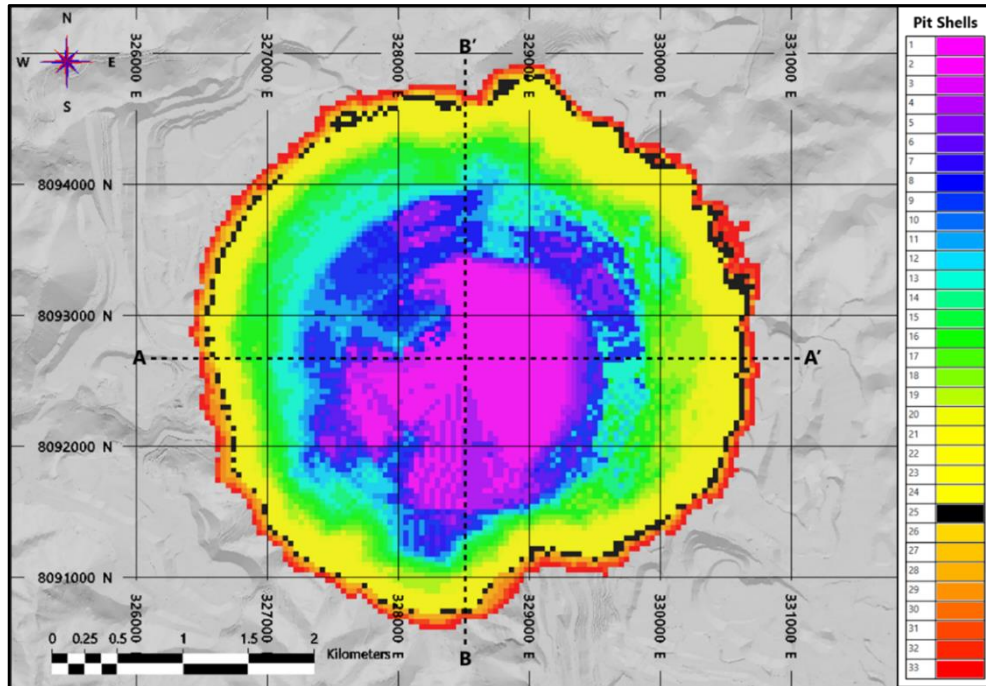 N
W E
S
B'
326000 E
327000 E
328000 E
329000 E
330000 E
331000 E
8094000 N
8093000 N
A A'
8092000 N
8091000 N
326000 E
327000 E
328000 E
329000 E
330000 E
331000 E
B
0 0.25 0.5 1 1.5 2
Kilometers
Pit Shells
1
2
3
4
5
6
7
8
9
10
11
12
13
14
15
16
17
18
19
20
21
22
23
24
25
26
27
28
29
30
31
32
33